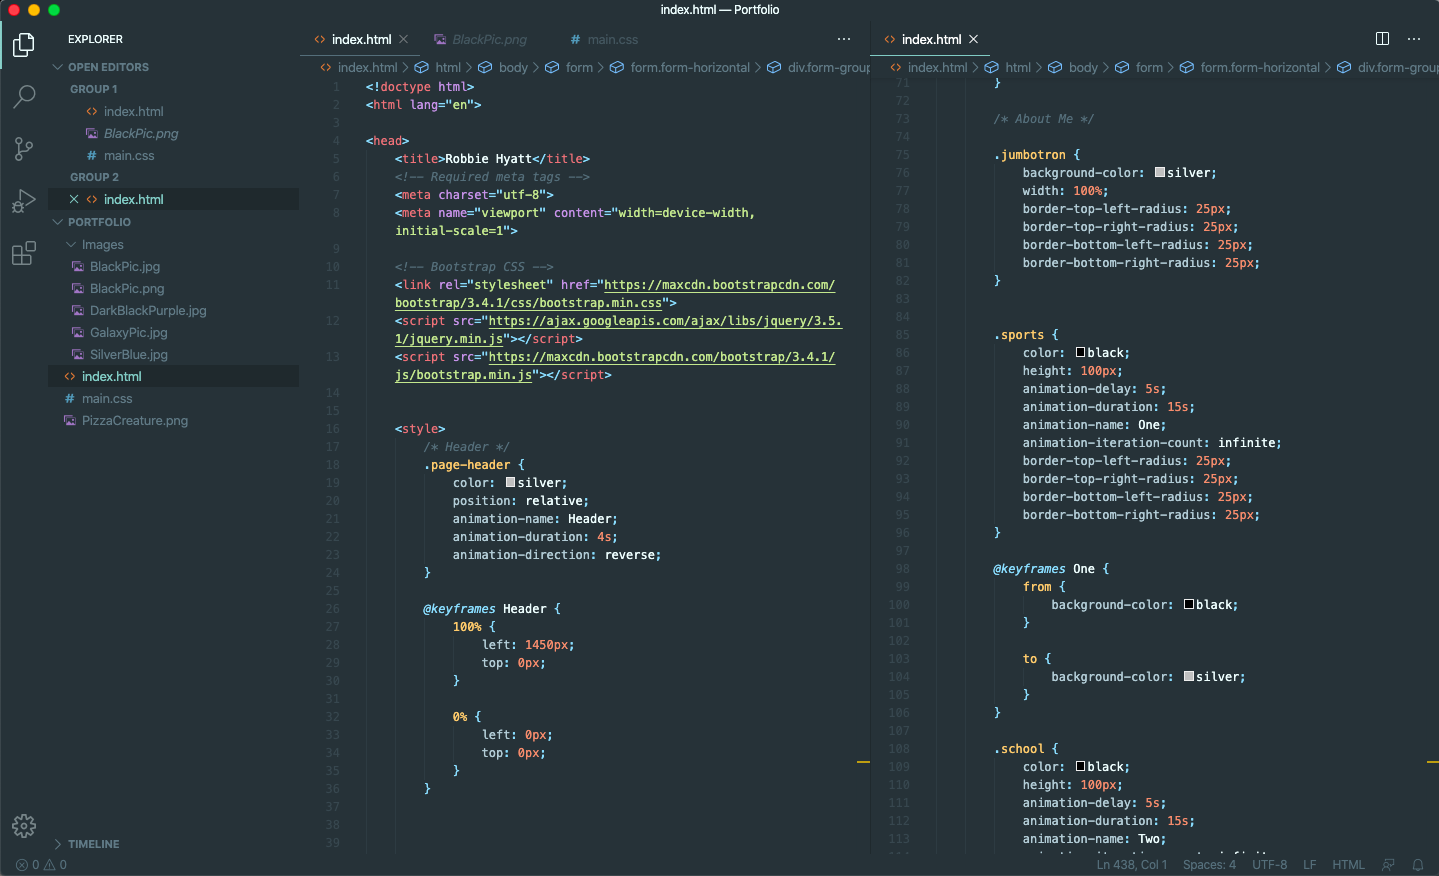 index.html — Portfolio
EXPLORER
OPEN EDITORS
GROUP 1
index.html
BlackPic.png
# main.css
GROUP 2
× <> index.html
PORTFOLIO
Images
BlackPic.jpg
BlackPic.png
DarkBlackPurple.jpg
GalaxyPic.jpg
SilverBlue.jpg
<> index.html
# main.css
PizzaCreature.png
TIMELINE
<> index.html × BlackPic.png # main.css ···
<> index.html > html > body > form > form.form-horizontal > div.form-group
1 <!doctype html>
2 <html lang="en">
3
4 <head>
5 <title>Robbie Hyatt</title>
6 <!-- Required meta tags -->
7 <meta charset="utf-8">
8 <meta name="viewport" content="width=device-width,
initial-scale=1">
9
10 <!-- Bootstrap CSS -->
11 <link rel="stylesheet" href="https://maxcdn.bootstrapcdn.com/
bootstrap/3.4.1/css/bootstrap.min.css">
12 <script src="https://ajax.googleapis.com/ajax/libs/jquery/3.5.
1/jquery.min.js"></script>
13 <script src="https://maxcdn.bootstrapcdn.com/bootstrap/3.4.1/
js/bootstrap.min.js"></script>
14
15
16 <style>
17 /* Header */
18 .page-header {
19 color: silver;
20 position: relative;
21 animation-name: Header;
22 animation-duration: 4s;
23 animation-direction: reverse;
24 }
25
26 @keyframes Header {
27 100% {
28 left: 1450px;
29 top: 0px;
30 }
31
32 0% {
33 left: 0px;
34 top: 0px;
35 }
36 }
37
38
39
<> index.html × ···
<> index.html > html > body > form > form.form-horizontal > div.form-grou
71 }
72
73 /* About Me */
74
75 .jumbotron {
76 background-color: silver;
77 width: 100%;
78 border-top-left-radius: 25px;
79 border-top-right-radius: 25px;
80 border-bottom-left-radius: 25px;
81 border-bottom-right-radius: 25px;
82 }
83
84
85 .sports {
86 color: black;
87 height: 100px;
88 animation-delay: 5s;
89 animation-duration: 15s;
90 animation-name: One;
91 animation-iteration-count: infinite;
92 border-top-left-radius: 25px;
93 border-top-right-radius: 25px;
94 border-bottom-left-radius: 25px;
95 border-bottom-right-radius: 25px;
96 }
97
98 @keyframes One {
99 from {
100 background-color: black;
101 }
102
103 to {
104 background-color: silver;
105 }
106 }
107
108 .school {
109 color: black;
110 height: 100px;
111 animation-delay: 5s;
112 animation-duration: 15s;
113 animation-name: Two;
0 0
Ln 438, Col 1 Spaces: 4 UTF-8 LF HTML